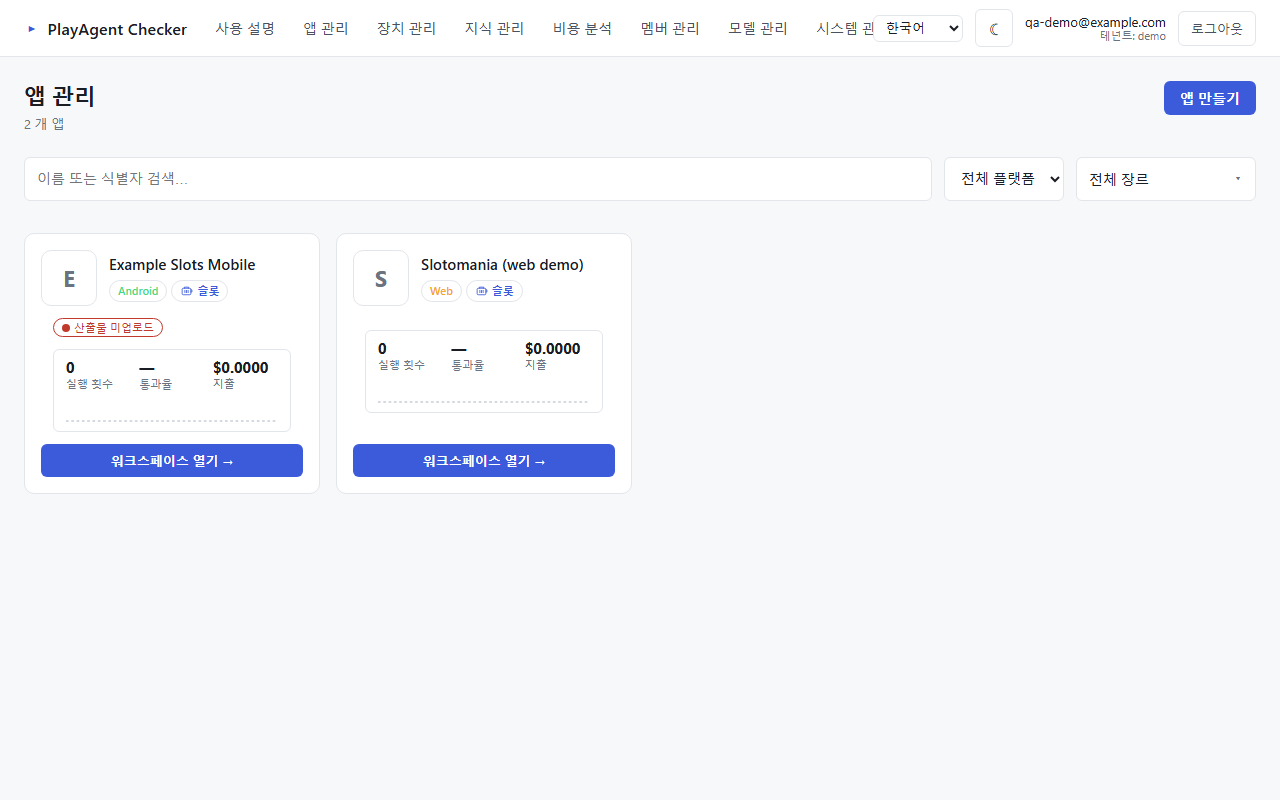 PlayAgent Checker 사용 설명 앱 관리 장치 관리 지식 관리 비용 분석 멤버 관리 모델 관리 시스템 관 한국어 qa-demo@example.com 로그아웃
테넌트: demo
앱 관리
앱 만들기
2 개 앱
이름 또는 식별자 검색... 전체 플랫폼 전체 장르
E Example Slots Mobile
Android 슬롯
산출물 미업로드
0 — $0.0000
실행 횟수 통과율 지출
워크스페이스 열기 →
S Slotomania (web demo)
Web 슬롯
0 — $0.0000
실행 횟수 통과율 지출
워크스페이스 열기 →